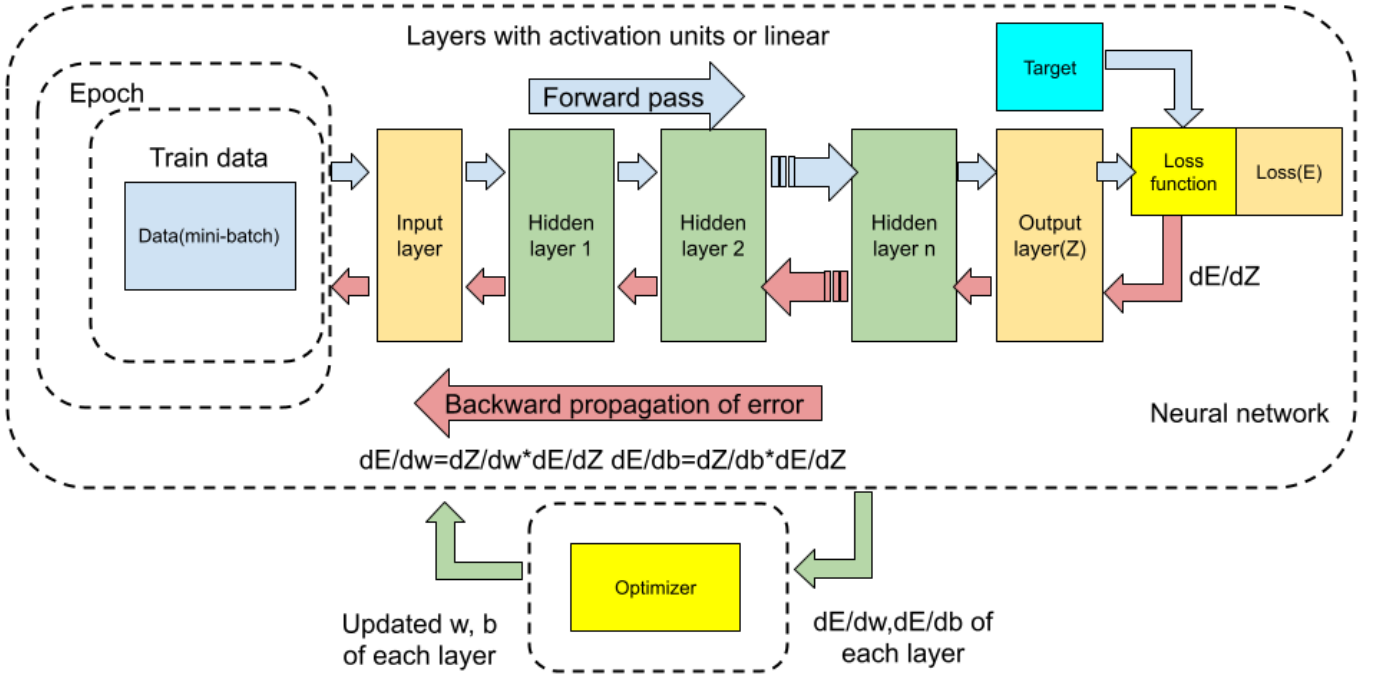 Layers with activation units or linear
Target
Epoch
Forward pass
Train data
Loss
function
Loss(E)
Data(mini-batch)
Input
layer
Hidden
layer 1
Hidden
layer 2
Hidden
layer n
Output
layer(Z)
dE/dZ
Backward propagation of error
Neural network
dE/dw=dZ/dw*dE/dZ dE/db=dZ/db*dE/dZ
Optimizer
Updated w, b
of each layer
dE/dw,dE/db of
each layer